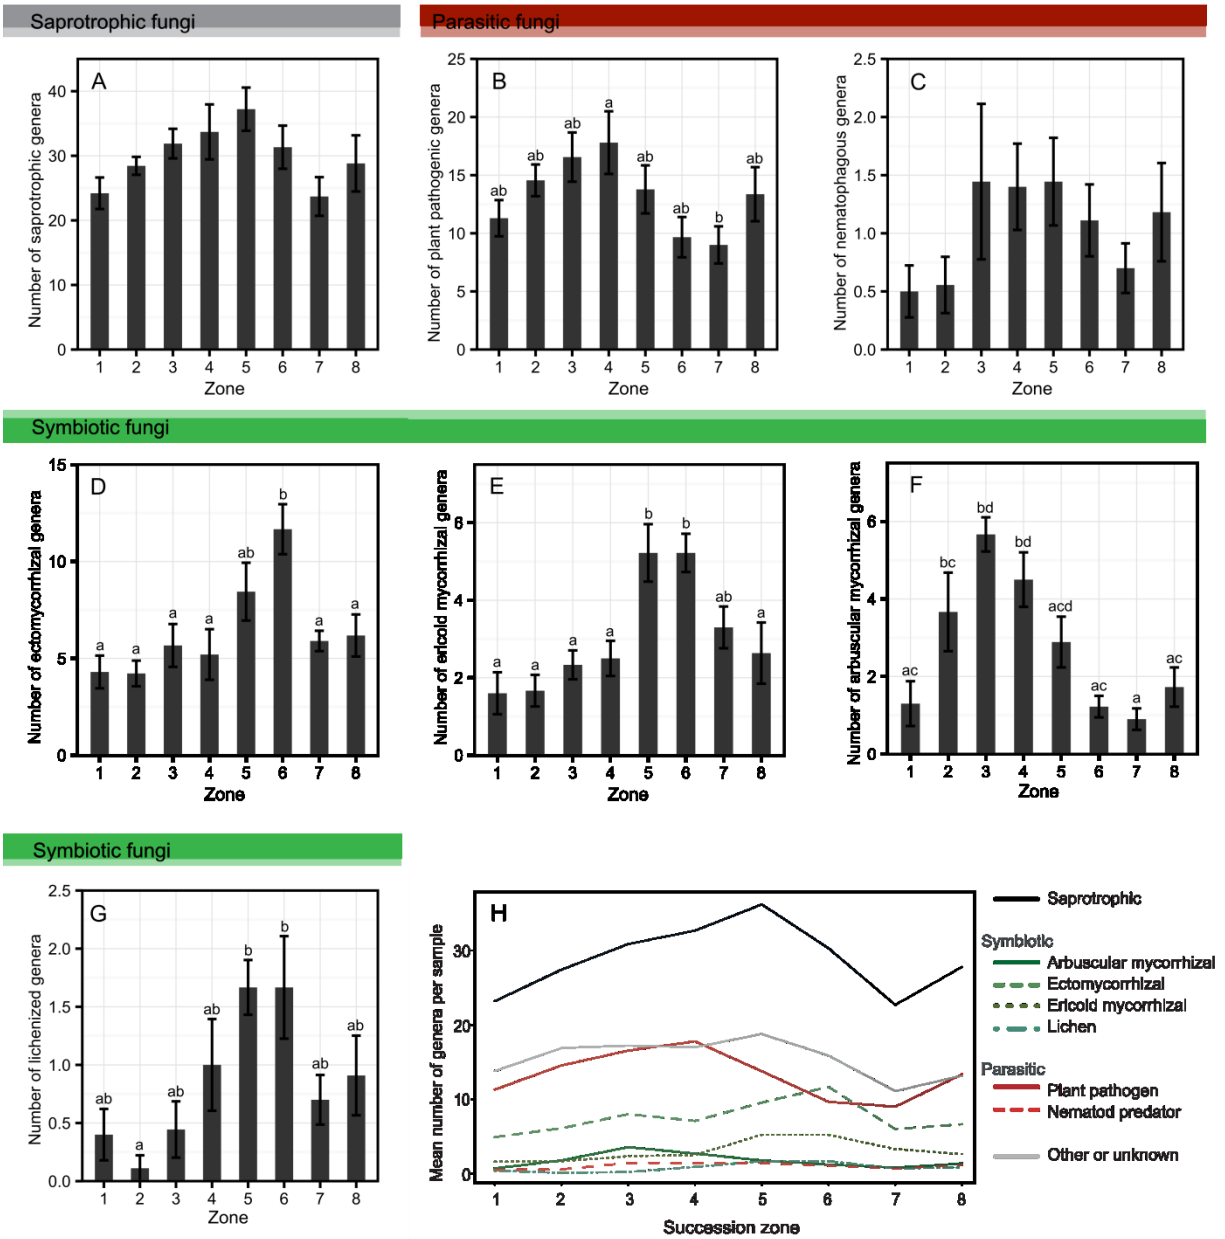 Saprotrophic fungi
Parasitic fungi
A
Number of saprotrophic genera
40
30
20
10
0
1 2 3 4 5 6 7 8
Zone
B
Number of plant pathogenic genera
25
20
15
10
5
0
ab ab ab a ab ab b ab
1 2 3 4 5 6 7 8
Zone
C
Number of nematophagous genera
2.5
2.0
1.5
1.0
0.5
0.0
1 2 3 4 5 6 7 8
Zone
Symbiotic fungi
D
Number of ectomycorrhizal genera
15
10
5
0
a a a a ab b a a
1 2 3 4 5 6 7 8
Zone
E
Number of ericoid mycorrhizal genera
6
4
2
0
a a a a b b ab a
1 2 3 4 5 6 7 8
Zone
F
Number of arbuscular mycorrhizal genera
6
4
2
0
ac bc bd bd acd ac a ac
1 2 3 4 5 6 7 8
Zone
Symbiotic fungi
G
Number of lichenized genera
2.5
2.0
1.5
1.0
0.5
0.0
ab a ab ab b b ab ab
1 2 3 4 5 6 7 8
Zone
H
Mean number of genera per sample
30
20
10
0
1 2 3 4 5 6 7 8
Succession zone
Saprotrophic
Symbiotic
Arbuscular mycorrhizal
Ectomycorrhizal
Ericoid mycorrhizal
Lichen
Parasitic
Plant pathogen
Nematod predator
Other or unknown